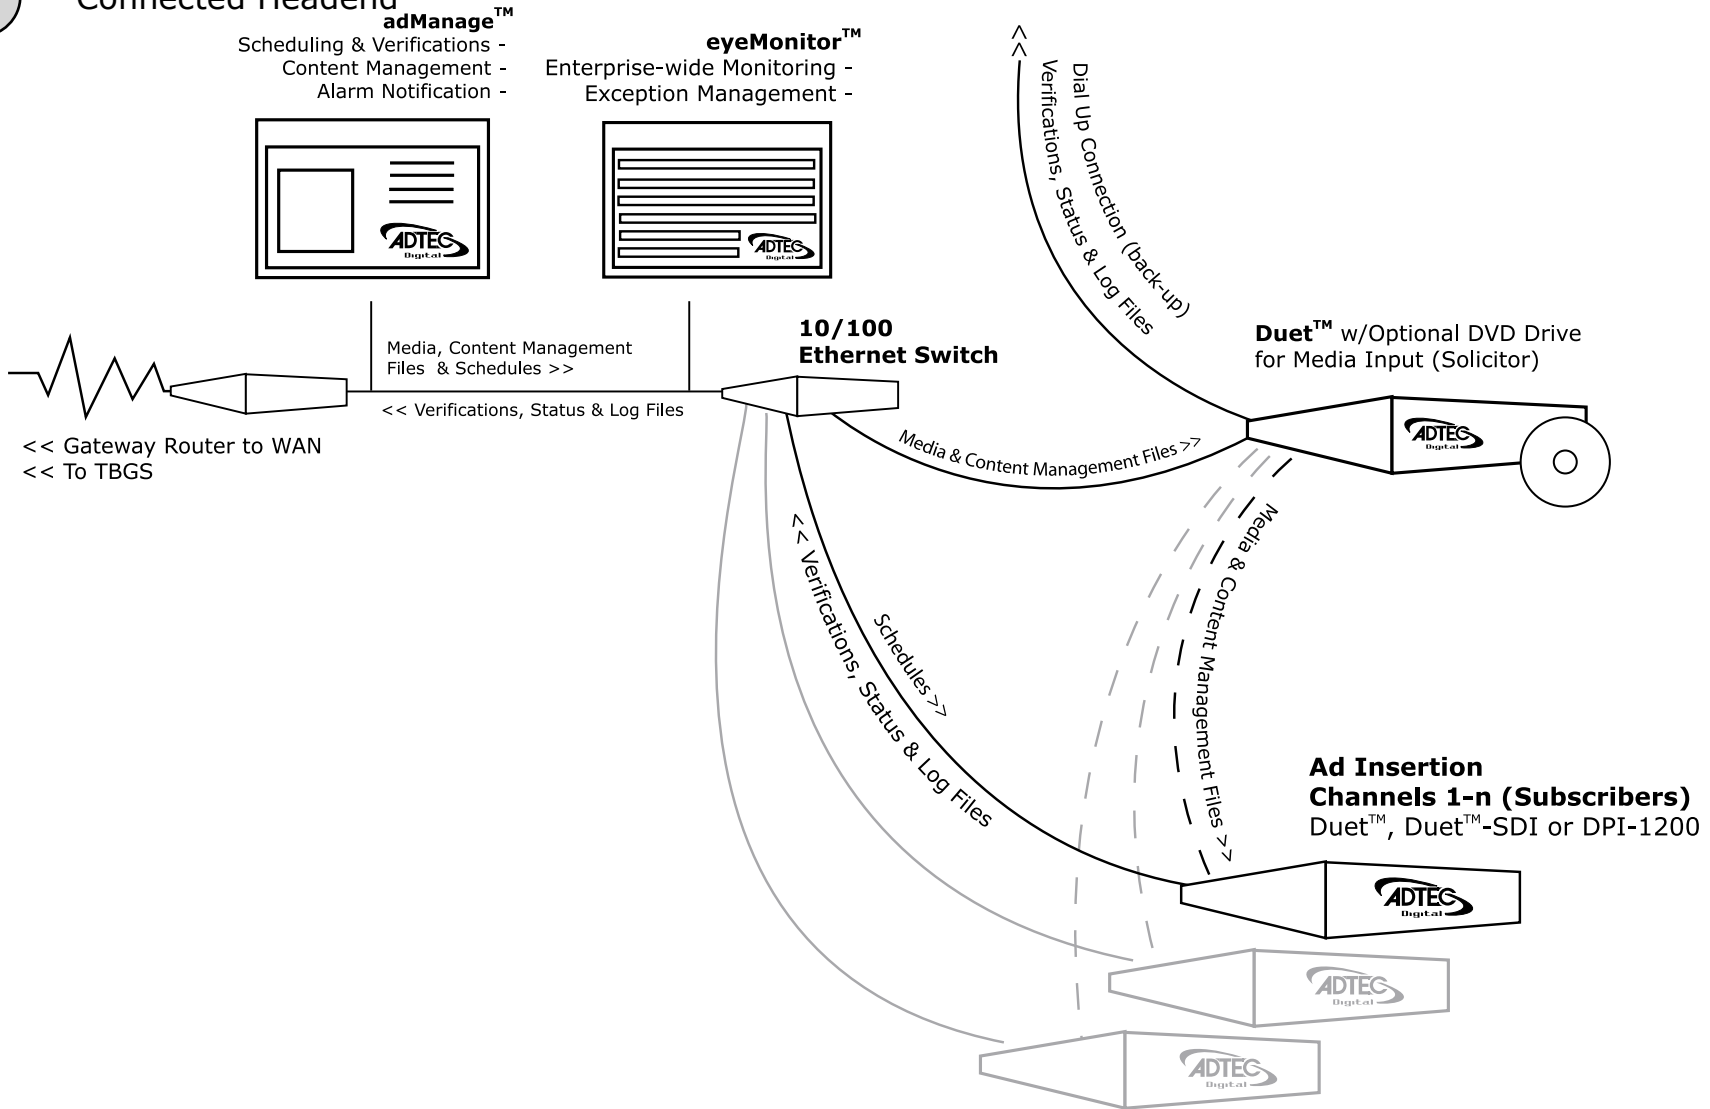 Connected Headend
adManage™
Scheduling & Verifications -
Content Management -
Alarm Notification -
eyeMonitor™
Enterprise-wide Monitoring -
Exception Management -
<<
Dial Up Connection (back-up)
Verifications, Status & Log Files
ADTEC
Digital
ADTEC
Digital
10/100
Ethernet Switch
Duet™ w/Optional DVD Drive
for Media Input (Solicitor)
Media, Content Management
Files & Schedules >>
<< Verifications, Status & Log Files
<< Gateway Router to WAN
<< To TBGS
Media & Content Management Files >>
ADTEC
Digital
Schedules >>
<< Verifications, Status & Log Files
Media & Content Management Files >>
Ad Insertion
Channels 1-n (Subscribers)
Duet™, Duet™-SDI or DPI-1200
ADTEC
Digital
ADTEC
Digital
ADTEC
Digital